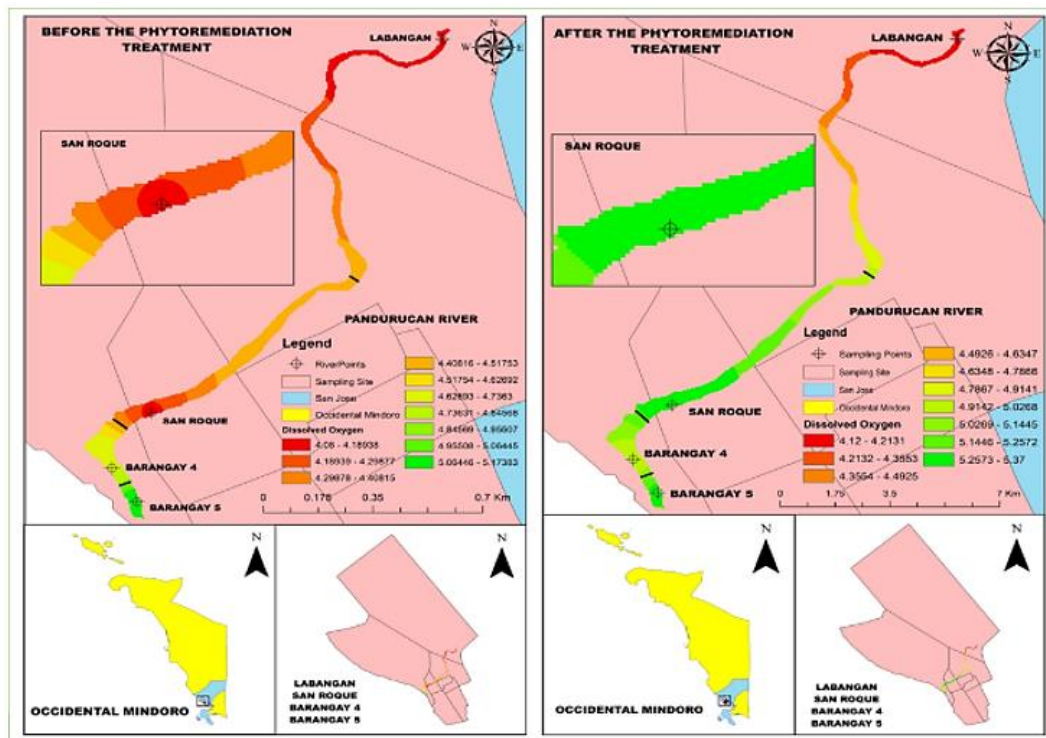 BEFORE THE PHYTOREMEDIATION
TREATMENT
LABANGAN
N
W
E
S
SAN ROQUE
PANDURUCAN RIVER
Legend
RiverPoints
Sampling Site
San Jose
Occidental Mindoro
Dissolved Oxygen
4.08 - 4.18938
4.18939 - 4.29877
4.29878 - 4.40815
4.40816 - 4.51753
4.51754 - 4.62692
4.62693 - 4.7363
4.73631 - 4.84568
4.84569 - 4.95507
4.95508 - 5.06445
5.06446 - 5.17383
SAN ROQUE
BARANGAY 4
BARANGAY 5
0
0.175
0.35
0.7 Km
N
OCCIDENTAL MINDORO
N
LABANGAN
SAN ROQUE
BARANGAY 4
BARANGAY 5
AFTER THE PHYTOREMEDIATION
TREATMENT
LABANGAN
N
W
E
S
SAN ROQUE
PANDURUCAN RIVER
Legend
Sampling Points
Sampling Site
San Jose
Occidental Mindoro
Dissolved Oxygen
4.12 - 4.2131
4.2132 - 4.3553
4.3554 - 4.4925
4.4926 - 4.6347
4.6348 - 4.7866
4.7867 - 4.9141
4.9142 - 5.0268
5.0269 - 5.1445
5.1446 - 5.2572
5.2573 - 5.37
SAN ROQUE
BARANGAY 4
BARANGAY 5
0
1.75
3.5
7 Km
N
OCCIDENTAL MINDORO
N
LABANGAN
SAN ROQUE
BARANGAY 4
BARANGAY 5